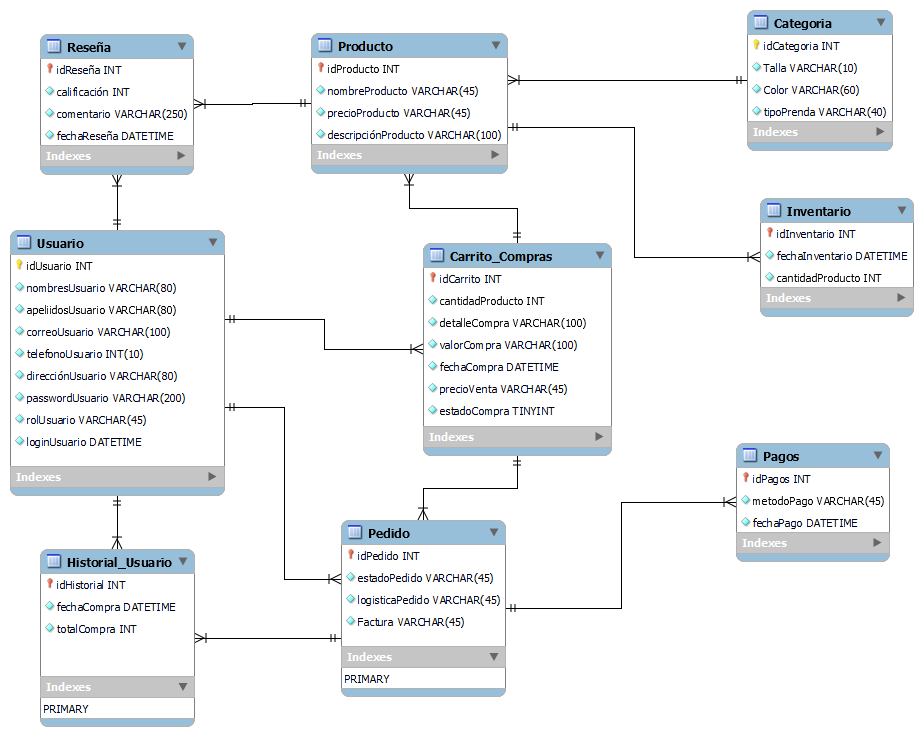 Reseña
idReseña INT
calificación INT
comentario VARCHAR(250)
fechaReseña DATETIME
Indexes
Producto
idProducto INT
nombreProducto VARCHAR(45)
precioProducto VARCHAR(45)
descripciónProducto VARCHAR(100)
Indexes
Categoria
idCategoria INT
Talla VARCHAR(10)
Color VARCHAR(60)
tipoPrenda VARCHAR(40)
Indexes
Inventario
idInventario INT
fechaInventario DATETIME
cantidadProducto INT
Indexes
Usuario
idUsuario INT
nombresUsuario VARCHAR(80)
apeliidosUsuario VARCHAR(80)
correoUsuario VARCHAR(100)
telefonoUsuario INT(10)
direcciónUsuario VARCHAR(80)
passwordUsuario VARCHAR(200)
rolUsuario VARCHAR(45)
loginUsuario DATETIME
Indexes
Carrito_Compras
idCarrito INT
cantidadProducto INT
detalleCompra VARCHAR(100)
valorCompra VARCHAR(100)
fechaCompra DATETIME
precioVenta VARCHAR(45)
estadoCompra TINYINT
Indexes
Pagos
idPagos INT
metodoPago VARCHAR(45)
fechaPago DATETIME
Indexes
Historial_Usuario
idHistorial INT
fechaCompra DATETIME
totalCompra INT
Indexes
PRIMARY
Pedido
idPedido INT
estadoPedido VARCHAR(45)
logisticaPedido VARCHAR(45)
Factura VARCHAR(45)
Indexes
PRIMARY